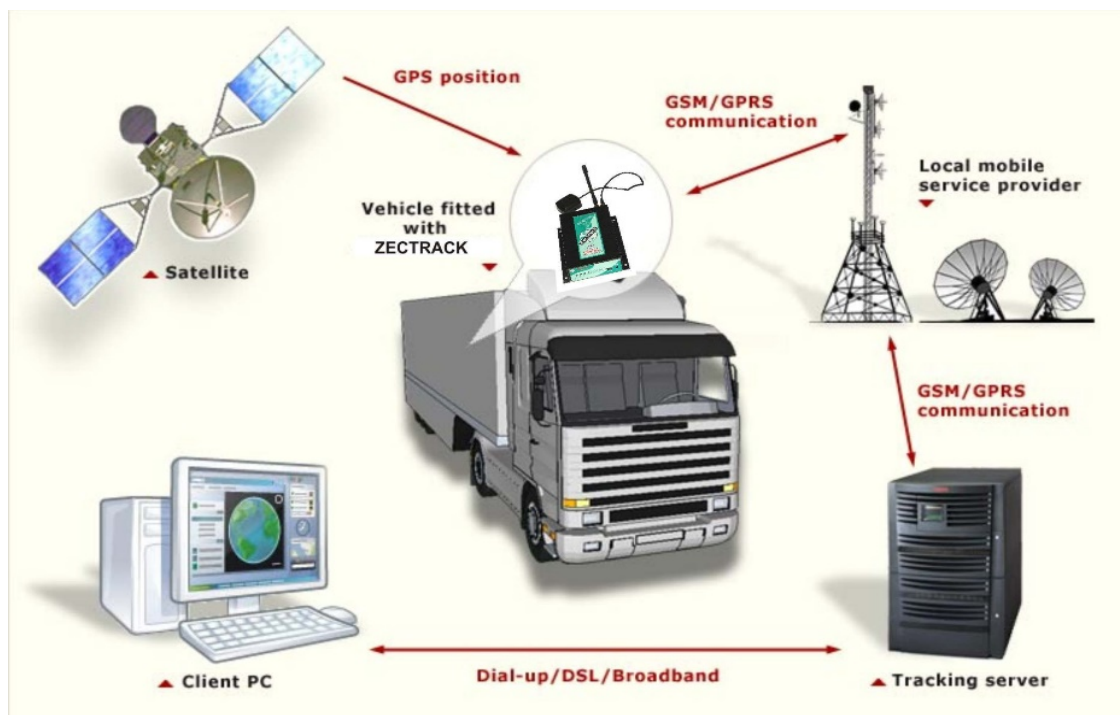 GPS position
GSM/GPRS
communication
Local mobile
service provider
Vehicle fitted
with
ZECTRACK
Satellite
GSM/GPRS
communication
Client PC
Dial-up/DSL/Broadband
Tracking server